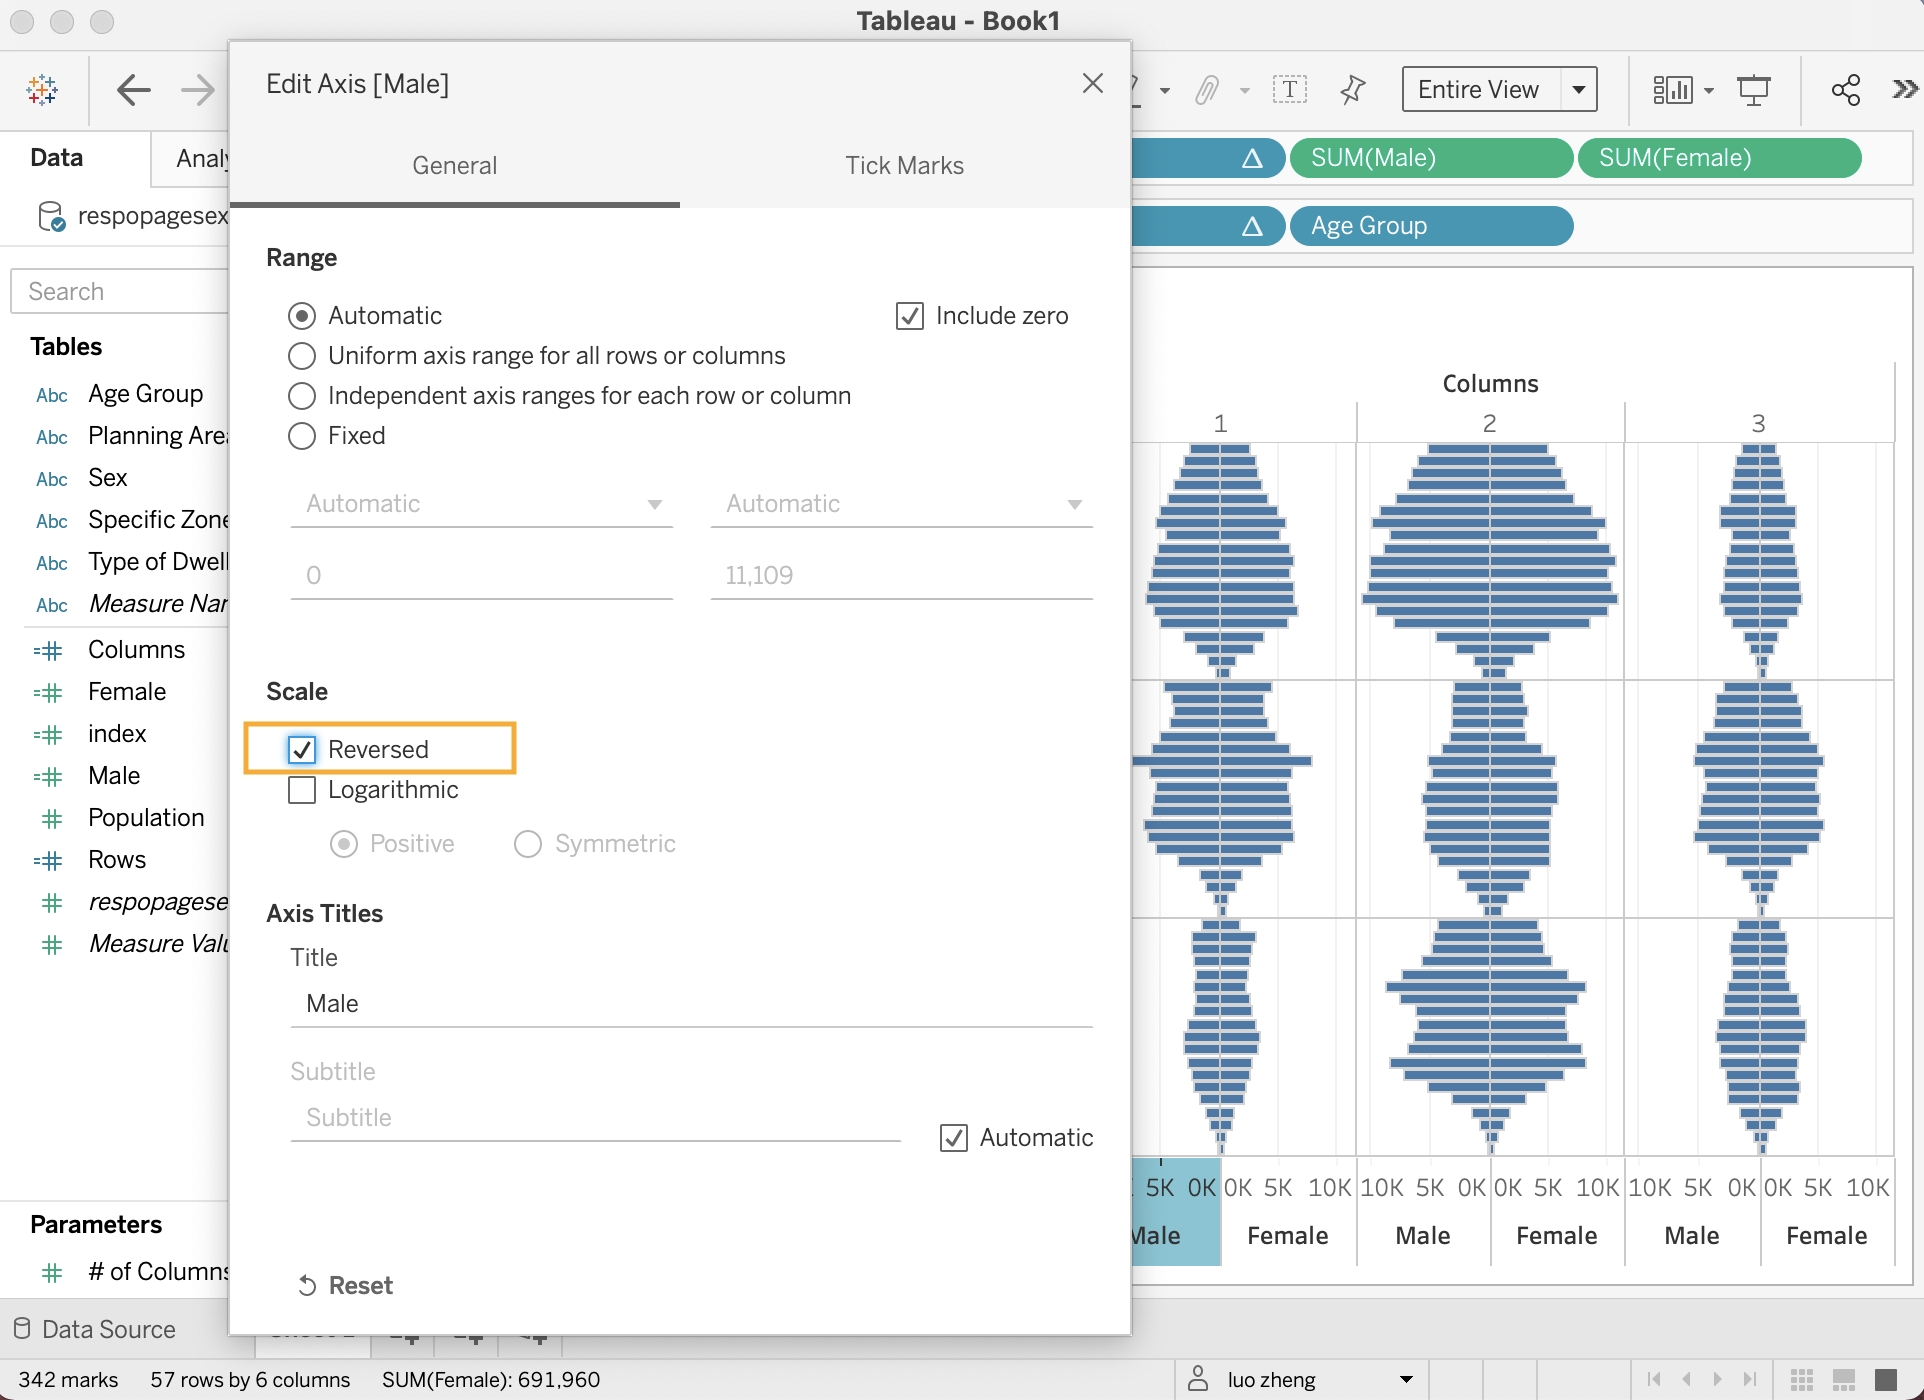 Tableau - Book1
Edit Axis [Male]
General
Tick Marks
Entire View
SUM(Male)
SUM(Female)
Age Group
Data
Analy
respopagesex
Search
Tables
Abc Age Group
Abc Planning Area
Abc Sex
Abc Specific Zone
Abc Type of Dwell
Abc Measure Nar
Columns
Female
index
Male
Population
Rows
respopagese
Measure Valu
Parameters
# of Columns
Range
Automatic
Include zero
Uniform axis range for all rows or columns
Independent axis ranges for each row or column
Fixed
Automatic
Automatic
0
11,109
Scale
Reversed
Logarithmic
Positive
Symmetric
Axis Titles
Title
Male
Subtitle
Subtitle
Automatic
Reset
Columns
1 2 3
5K 0K 0K 5K 10K 10K 5K 0K 0K 5K 10K 10K 5K 0K 0K 5K 10K
Male Female Male Female Male Female
Data Source
342 marks
57 rows by 6 columns
SUM(Female): 691,960
luo zheng